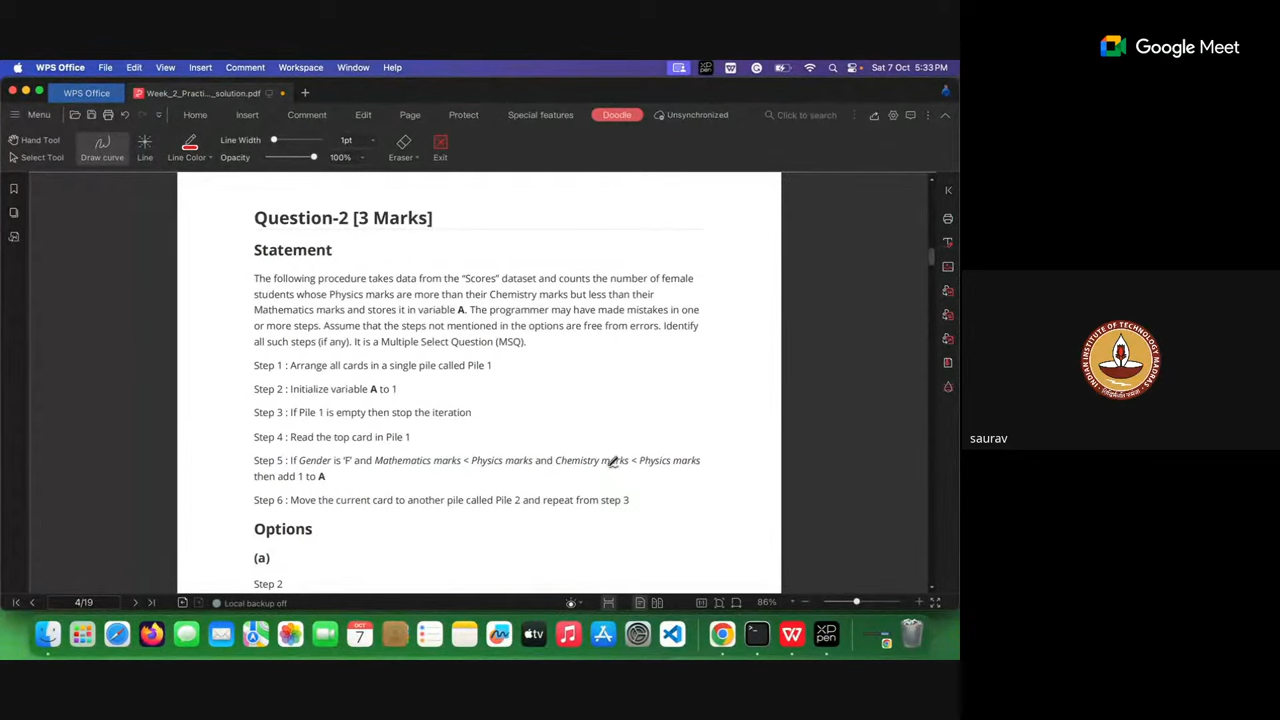 Google Meet
WPS Office File Edit View Insert Comment Workspace Window Help
Sat 7 Oct 5:33 PM
WPS Office Week_2_Practi..._solution.pdf
Menu Home Insert Comment Edit Page Protect Special features Doodle Unsynchronized Click to search
Hand Tool
Select Tool
Draw curve
Line
Line Color
Line Width 1pt
Opacity 100%
Eraser
Exit
Question-2 [3 Marks]
Statement
The following procedure takes data from the “Scores” dataset and counts the number of female
students whose Physics marks are more than their Chemistry marks but less than their
Mathematics marks and stores it in variable A. The programmer may have made mistakes in one
or more steps. Assume that the steps not mentioned in the options are free from errors. Identify
all such steps (if any). It is a Multiple Select Question (MSQ).
Step 1 : Arrange all cards in a single pile called Pile 1
Step 2 : Initialize variable A to 1
Step 3 : If Pile 1 is empty then stop the iteration
Step 4 : Read the top card in Pile 1
Step 5 : If Gender is ‘F’ and Mathematics marks < Physics marks and Chemistry marks < Physics marks
then add 1 to A
Step 6 : Move the current card to another pile called Pile 2 and repeat from step 3
Options
(a)
Step 2
4/19 Local backup off 86%
saurav